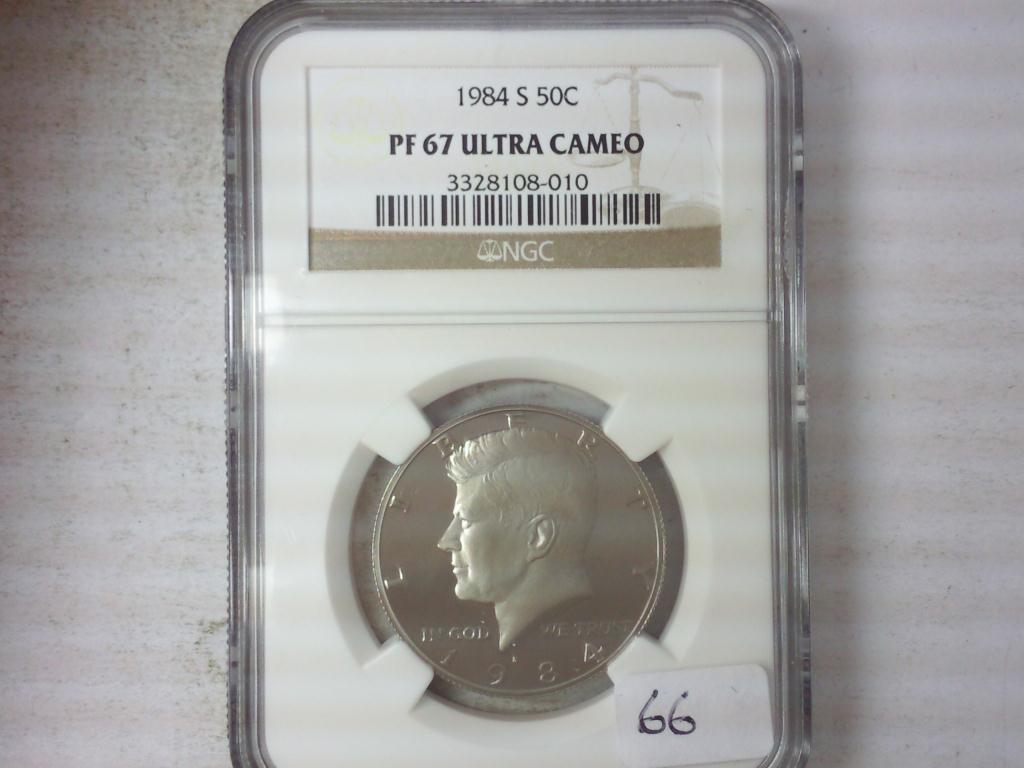 1984 S 50C
PF 67 ULTRA CAMEO
3328108-010
NGC
LIBERTY
IN GOD WE TRUST
1984
66